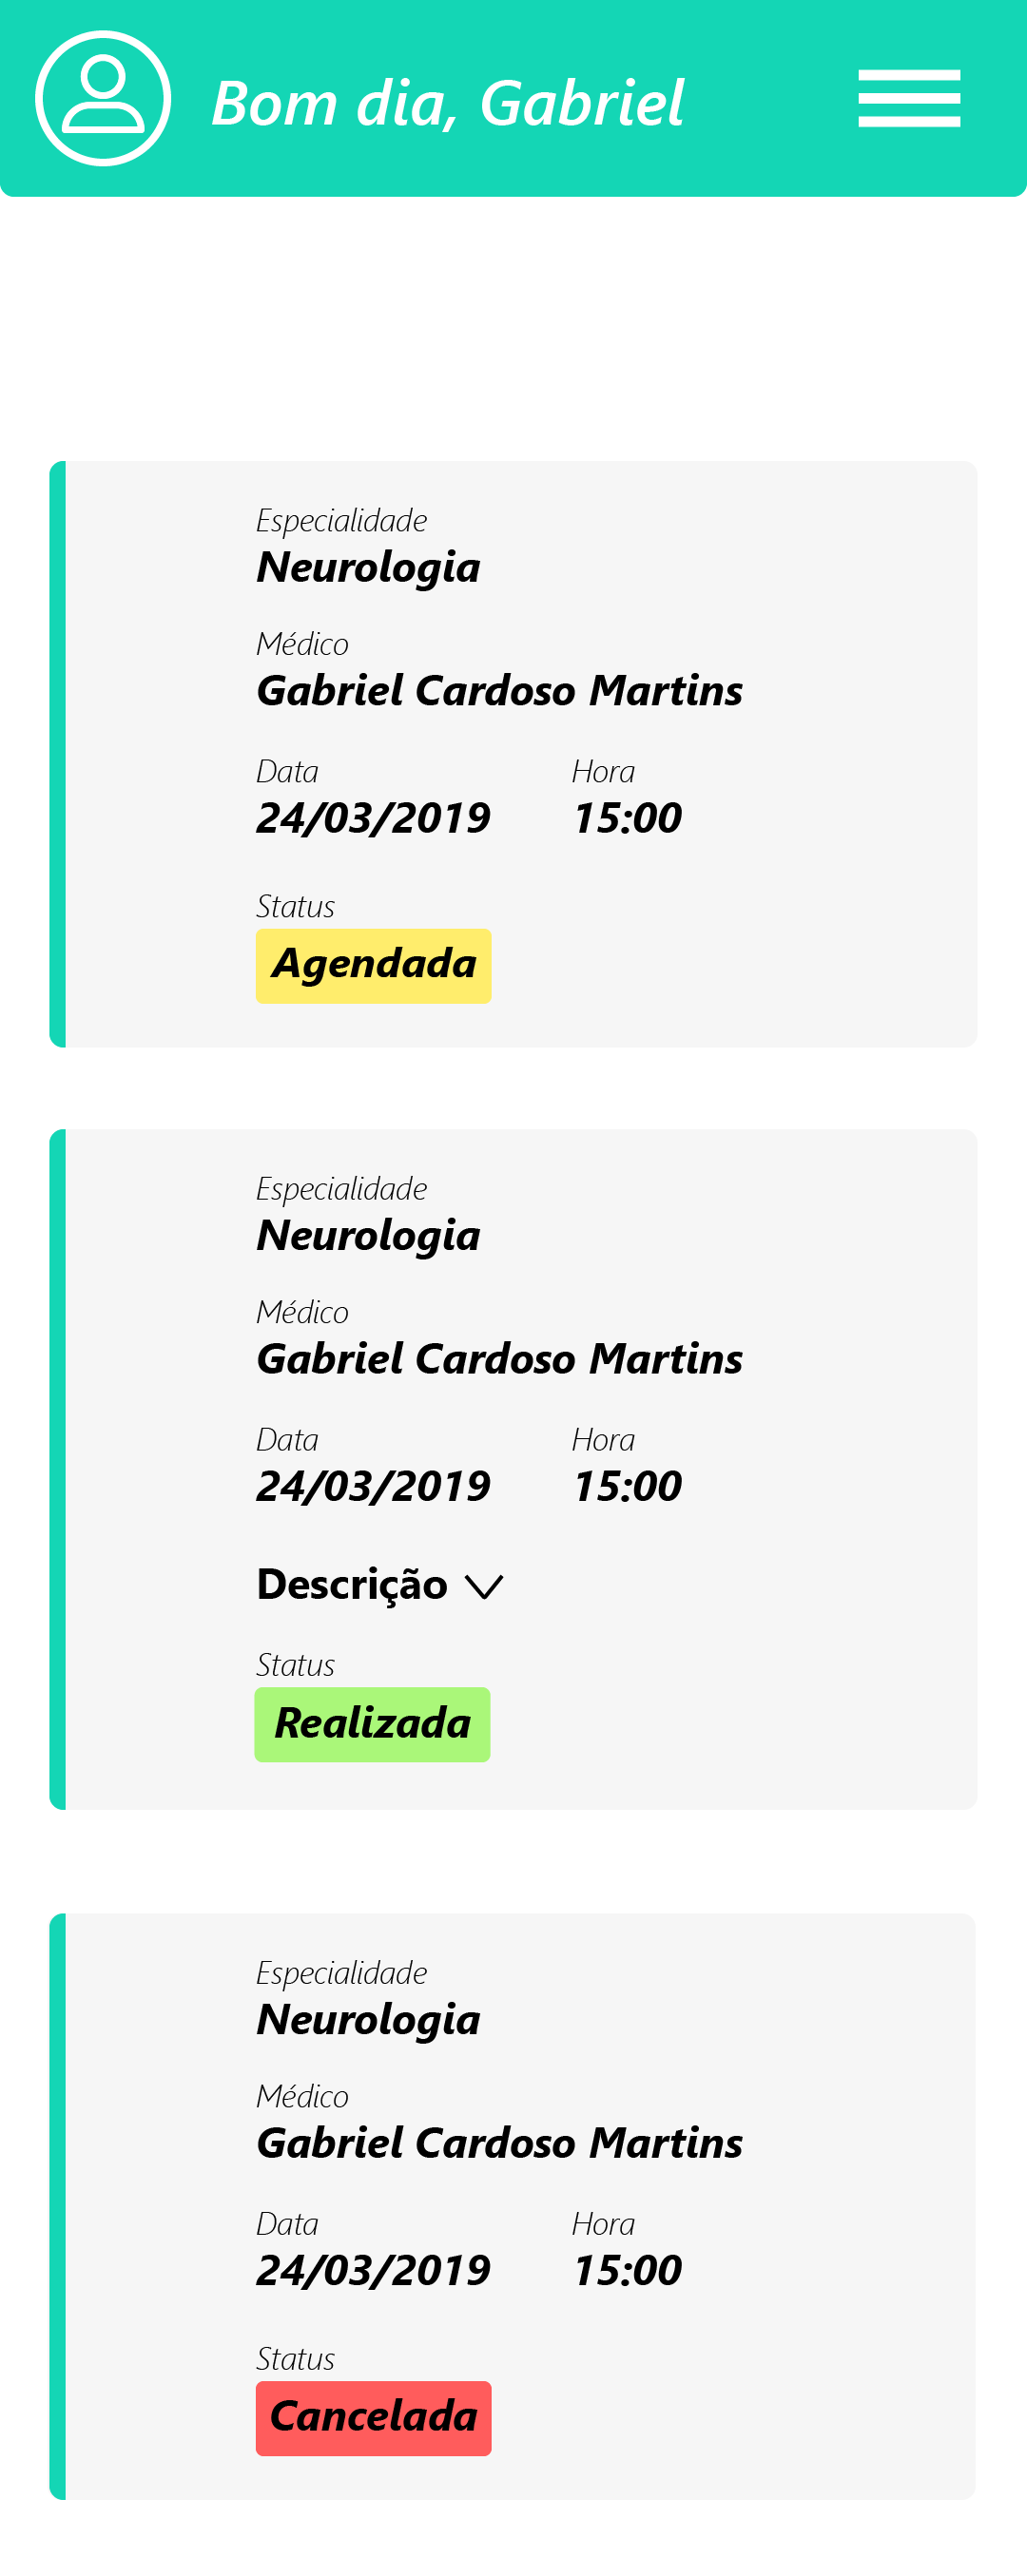 Bom dia, Gabriel
Especialidade
Neurologia
Médico
Gabriel Cardoso Martins
Data Hora
24/03/2019 15:00
Status
Agendada
Especialidade
Neurologia
Médico
Gabriel Cardoso Martins
Data Hora
24/03/2019 15:00
Descrição
Status
Realizada
Especialidade
Neurologia
Médico
Gabriel Cardoso Martins
Data Hora
24/03/2019 15:00
Status
Cancelada